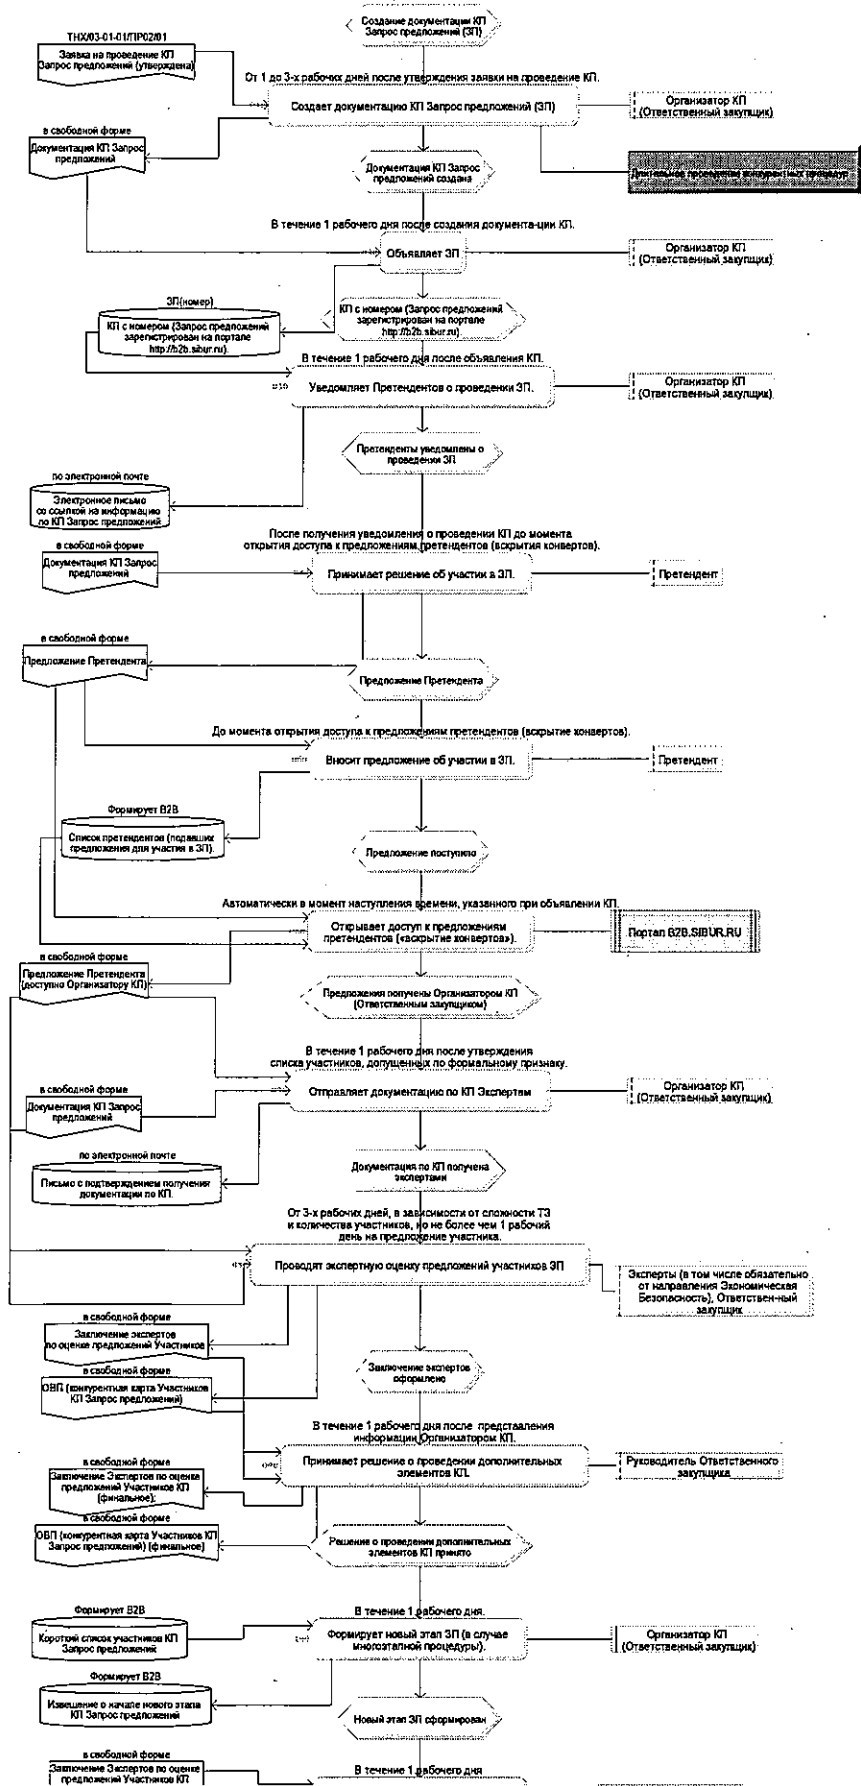 Создание документации КП
Запрос предложений (ЗП)
ТНХ/03-01-01/ПР02/01
Заявка на проведение КП
Запрос предложений (утверждена)
От 1 до 3-х рабочих дней после утверждения заявки на проведение КП.
Создает документацию КП Запрос предложений (ЗП)
Организатор КП
(Ответственный закупщик)
в свободной форме
Документация КП Запрос
предложений
Документация КП Запрос
предложений создана
Длительное проведение конкурентных процедур
В течение 1 рабочего дня после создания документа-ции КП.
Объявляет ЗП
Организатор КП
(Ответственный закупщик)
ЗП(номер)
КП с номером (Запрос предложений
зарегистрирован на портале
http://b2b.sibur.ru).
КП с номером (Запрос предложений
зарегистрирован на портале
http://b2b.sibur.ru)
В течение 1 рабочего дня после объявления КП.
Уведомляет Претендентов о проведении ЗП.
Организатор КП
(Ответственный закупщик)
Претенденты уведомлены о
проведении ЗП
по электронной почте
Электронное письмо
со ссылкой на информацию
по КП Запрос предложений
После получения уведомления о проведении КП до момента
открытия доступа к предложениям претендентов (вскрытия конвертов).
в свободной форме
Документация КП Запрос
предложений
Принимает решение об участии в ЗП.
Претендент
в свободной форме
Предложение Претендента
Предложение Претендента
До момента открытия доступа к предложениям претендентов (вскрытие конвертов).
Вносит предложение об участии в ЗП.
Претендент
Формирует B2B
Список претендентов (подавших
предложения для участия в ЗП).
Предложение поступило
Автоматически в момент наступления времени, указанного при объявлении КП.
Открывает доступ к предложениям
претендентов («вскрытие конвертов»).
Портал B2B.SIBUR.RU
в свободной форме
Предложение Претендента
(доступно Организатору КП)
Предложения получены Организатором КП
(Ответственным закупщиком)
В течение 1 рабочего дня после утверждения
списка участников, допущенных по формальному признаку.
в свободной форме
Документация КП Запрос
предложений
Отправляет документацию по КП Экспертам
Организатор КП
(Ответственный закупщик)
по электронной почте
Письмо с подтверждением получения
документации по КП.
Документация по КП получена
экспертами
От 3-х рабочих дней, в зависимости от сложности ТЗ
и количества участников, но не более чем 1 рабочий
день на предложение участника.
Проводят экспертную оценку предложений участников ЗП
Эксперты (в том числе обязательно
от направления Экономическая
Безопасность), Ответствен-ный
закупщик
в свободной форме
Заключение экспертов
по оценке предложений Участников
в свободной форме
ОВП (конкурентная карта Участников
КП Запрос предложений)
Заключение экспертов
оформлено
В течение 1 рабочего дня после представления
информации Организатором КП.
Принимает решение о проведении дополнительных
элементов КП.
Руководитель Ответственного
закупщика
в свободной форме
Заключение Экспертов по оценке
предложений Участников КП
(финальное);
в свободной форме
ОВП (конкурентная карта Участников КП
Запрос предложений) (финальное)
Решение о проведении дополнительных
элементов КП принято
В течение 1 рабочего дня.
Формирует B2B
Короткий список участников КП
Запрос предложений
Формирует новый этап ЗП (в случае
многоэтапной процедуры).
Организатор КП
(Ответственный закупщик)
Формирует B2B
Извещение о начале нового этапа
КП Запрос предложений
Новый этап ЗП сформирован
в свободной форме
Заключение Экспертов по оценке
предложений Участников КП
В течение 1 рабочего дня